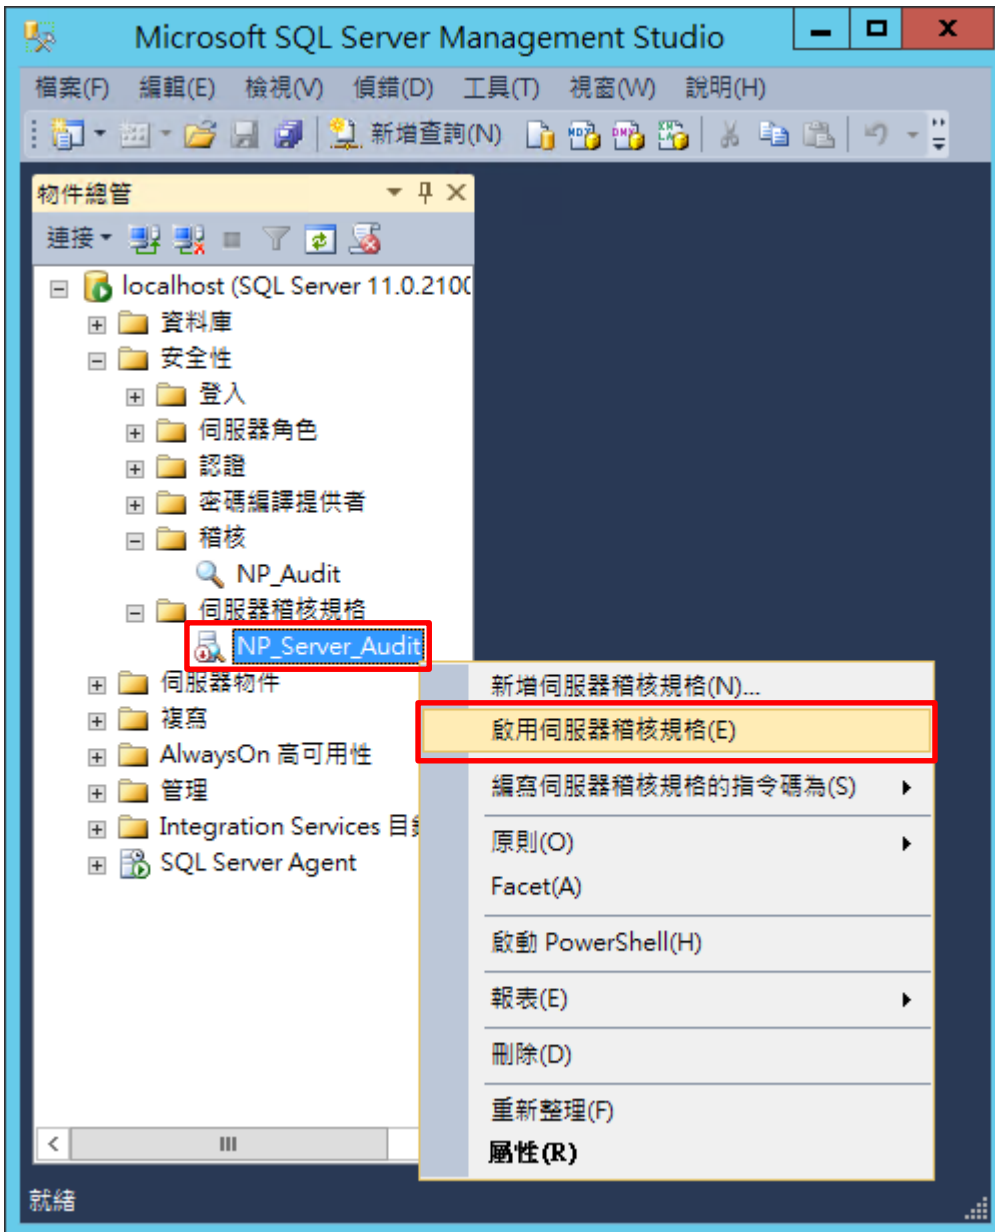 Microsoft SQL Server Management Studio
檔案(F) 編輯(E) 檢視(V) 偵錯(D) 工具(T) 視窗(W) 說明(H)
新增查詢(N)
物件總管
連接
localhost (SQL Server 11.0.2100
資料庫
安全性
登入
伺服器角色
認證
密碼編譯提供者
稽核
NP_Audit
伺服器稽核規格
NP_Server_Audit
伺服器物件
複寫
AlwaysOn 高可用性
管理
Integration Services 目錄
SQL Server Agent
新增伺服器稽核規格(N)...
啟用伺服器稽核規格(E)
編寫伺服器稽核規格的指令碼為(S)
原則(O)
Facet(A)
啟動 PowerShell(H)
報表(E)
刪除(D)
重新整理(F)
屬性(R)
就緒